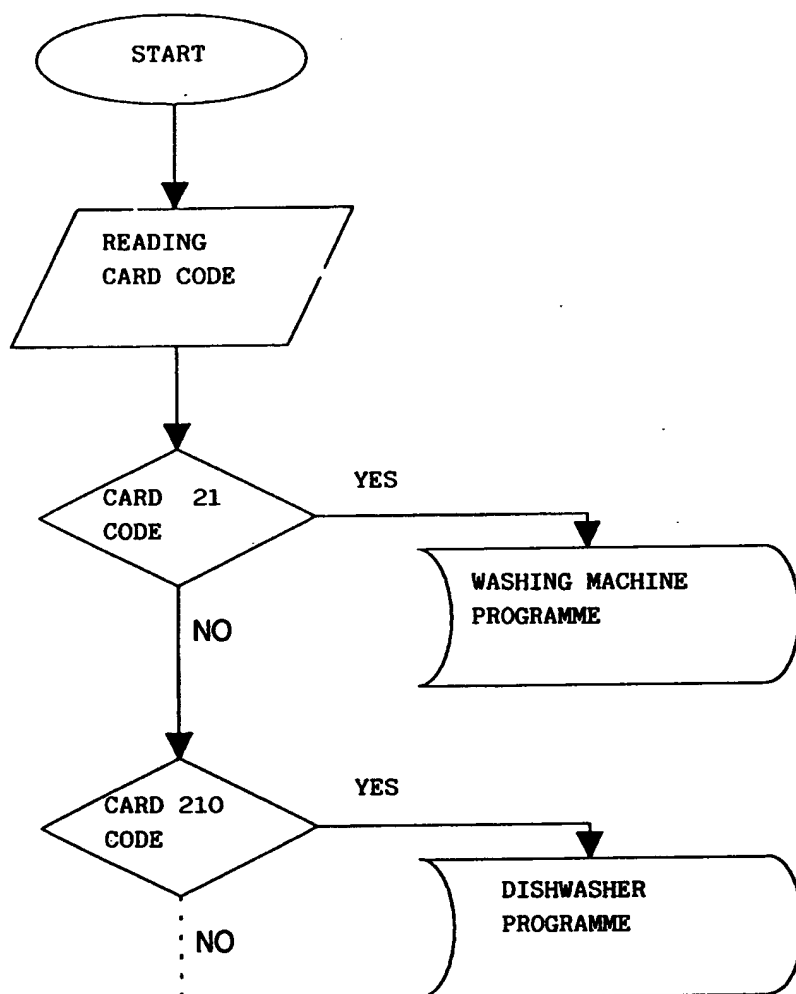 START
READING
CARD CODE
CARD 21
CODE
YES
WASHING MACHINE
PROGRAMME
NO
CARD 210
CODE
YES
DISHWASHER
PROGRAMME
NO